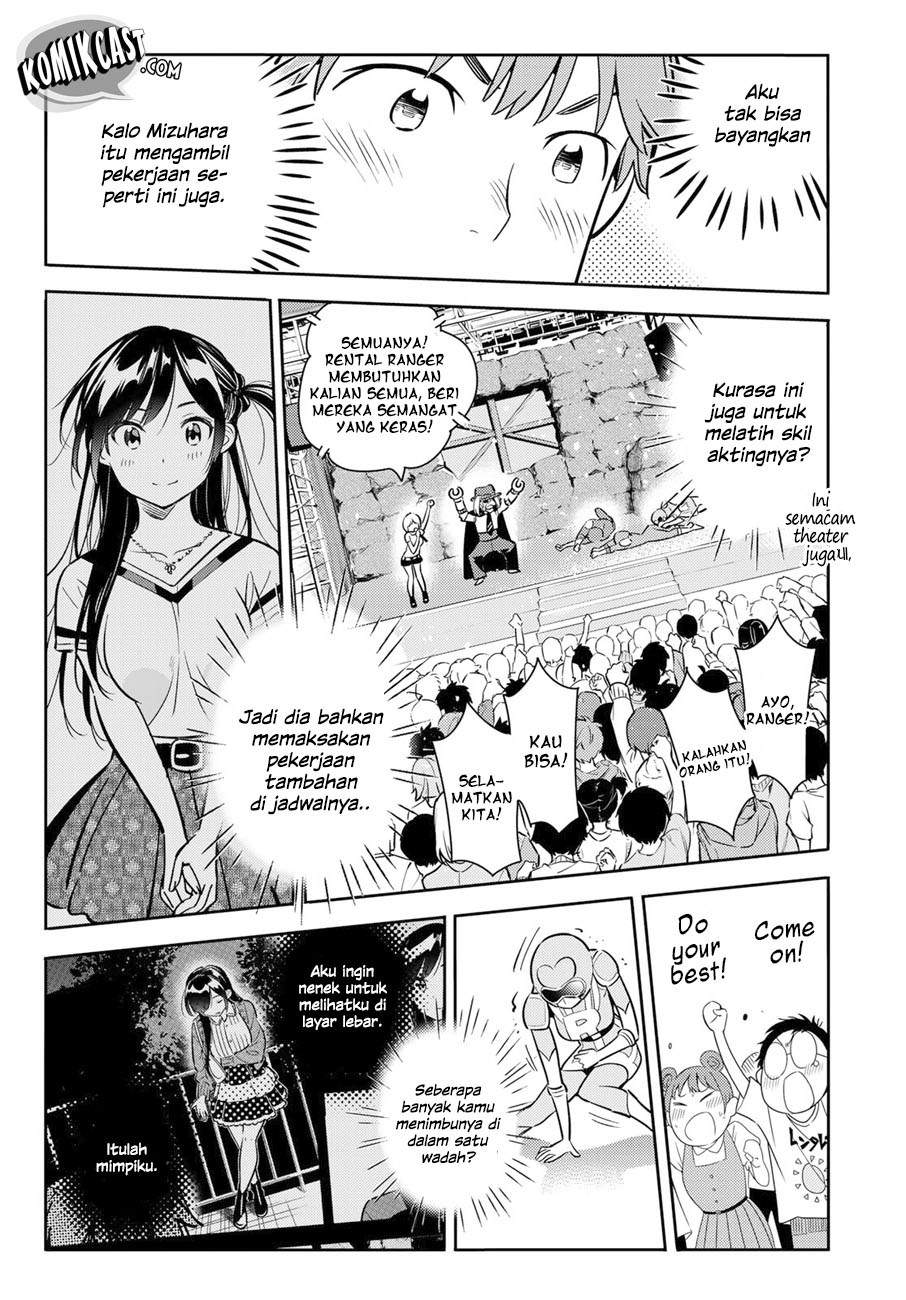 KOMIKCAST
.COM
Aku
tak bisa
bayangkan
Kalo Mizuhara
itu mengambil
pekerjaan se-
perti ini juga.
SEMUANYA!
RENTAL RANGER
MEMBUTUHKAN
KALIAN SEMUA, BERI
MEREKA SEMANGAT
YANG KERAS!
Kurasa ini
juga untuk
melatih skil
aktingnya?
Ini
semacam
theater
juga
AYO,
RANGER!
KALAHKAN
ORANG ITU!
KAU
BISA!
SELA-
MATKAN
KITA!
Jadi dia bahkan
memaksakan
pekerjaan
tambahan
di jadwalnya..
Come
on!
Do
your
best!
Aku ingin
nenek untuk
melihatku di
layar lebar.
Seberapa
banyak kamu
menimbunya di
dalam satu
wadah?
Itulah
mimpiku.
レンタル